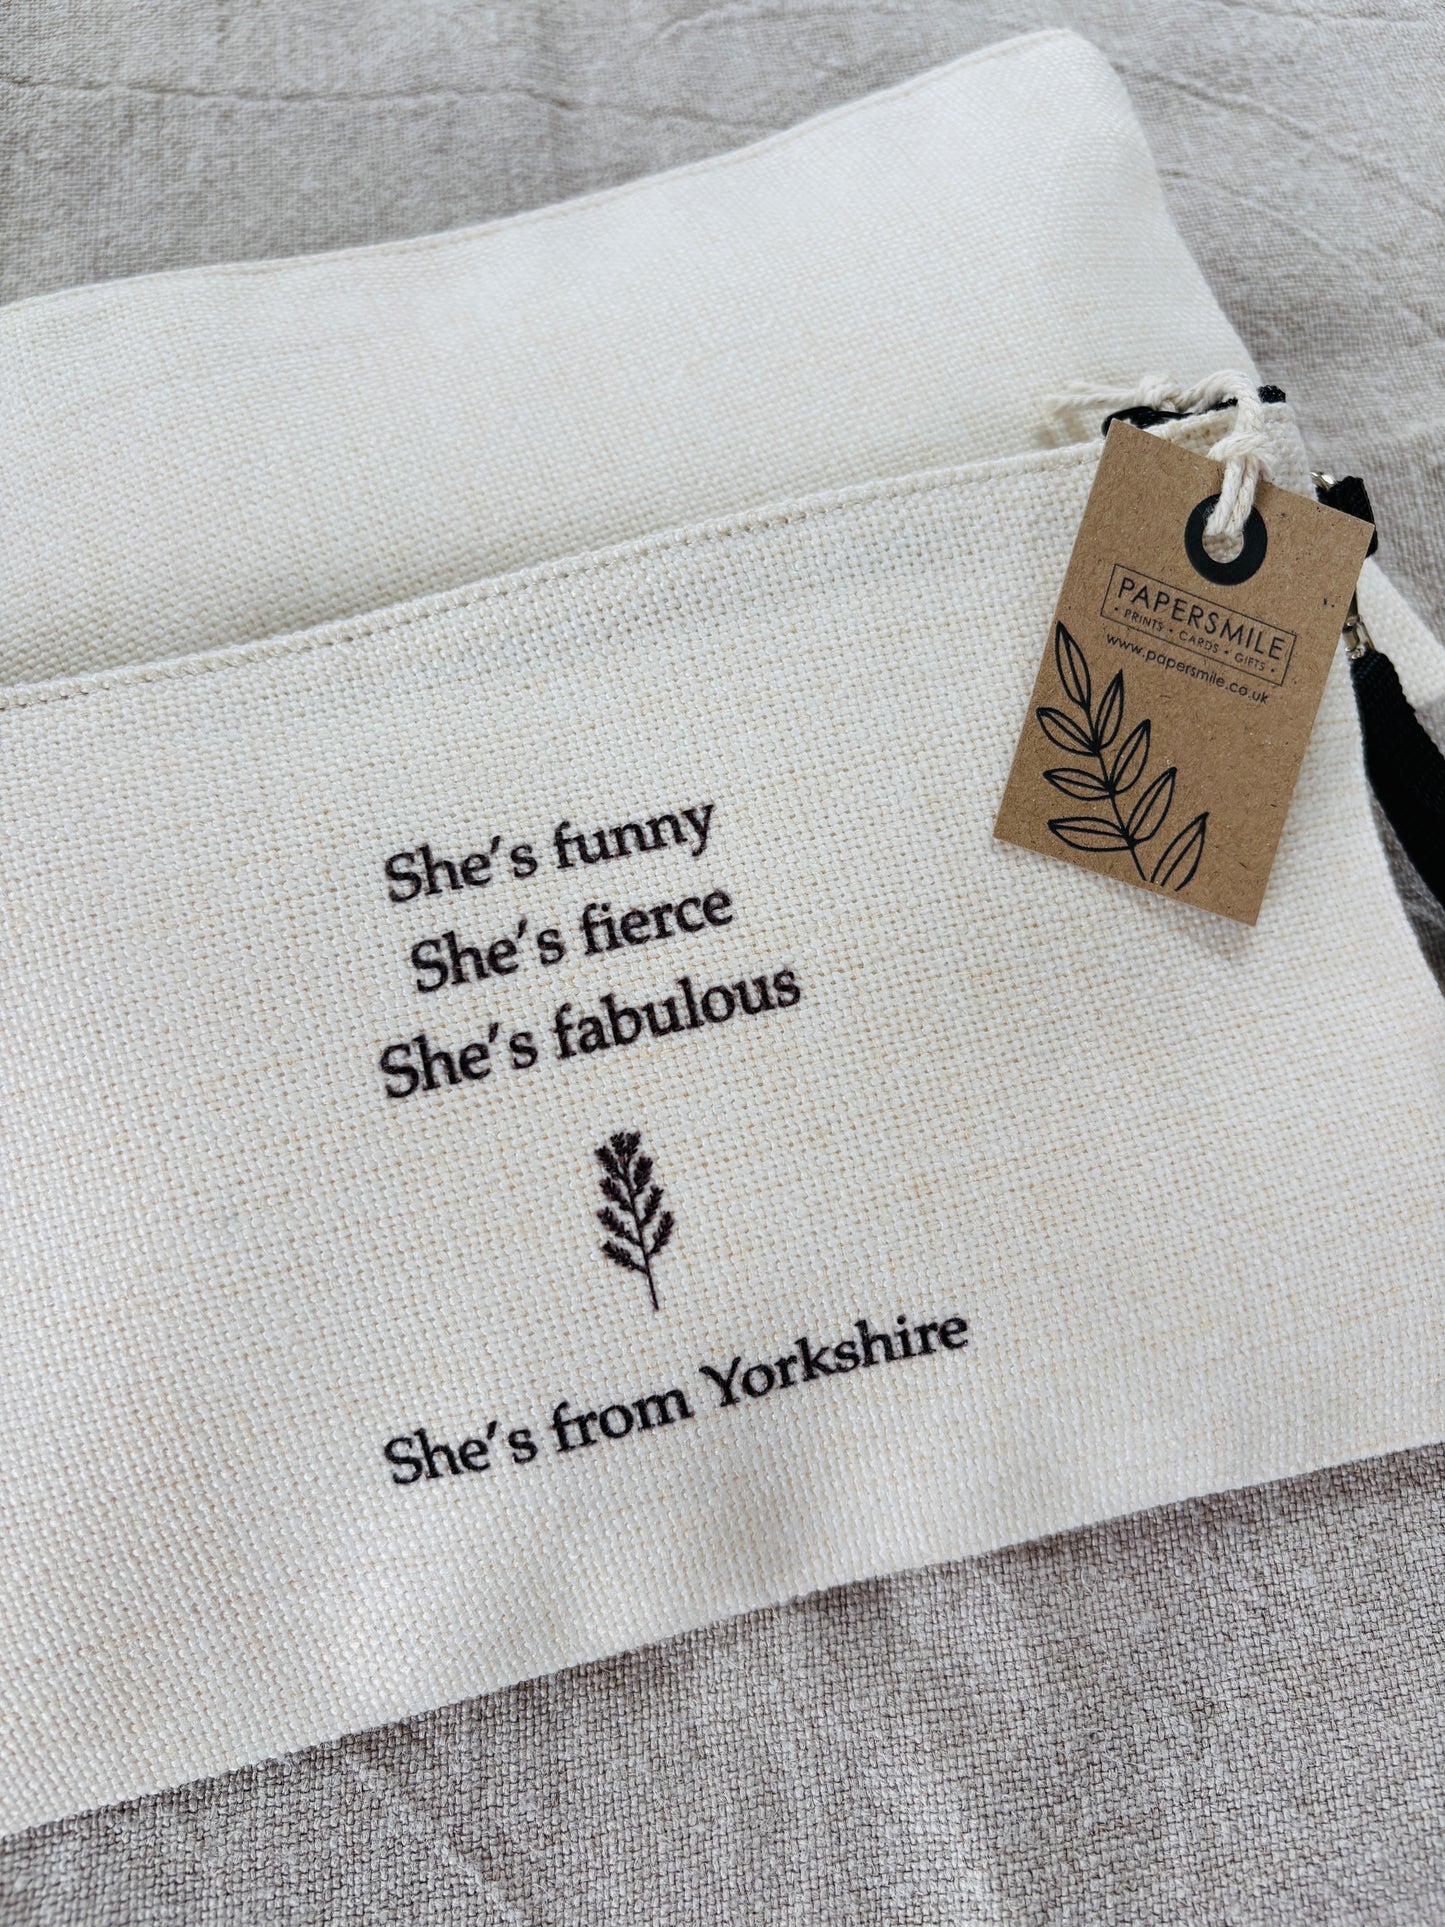 PAPERSMILE
• PRINTS • CARDS • GIFTS •
www.papersmile.co.uk
She's funny
She's fierce
She's fabulous
She's from Yorkshire